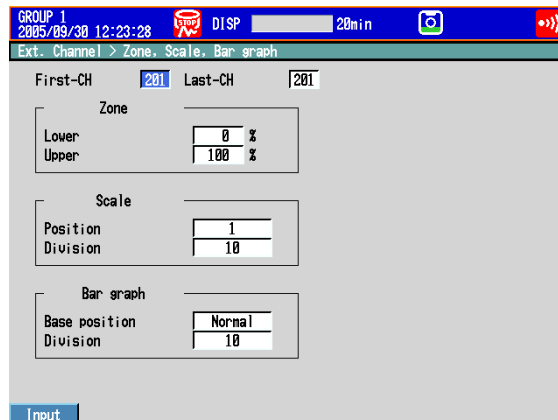 GROUP 1
2005/09/30 12:23:28
STOP
DISP
20min
Ext. Channel > Zone, Scale, Bar graph
First-CH 201 Last-CH 201
Zone
Lower 0 %
Upper 100 %
Scale
Position 1
Division 10
Bar graph
Base position Normal
Division 10
Input